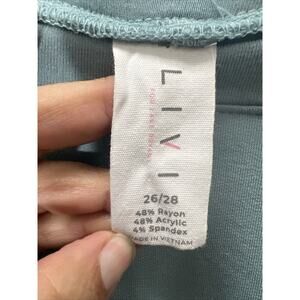 LIVI
26/28
48% Rayon
48% Acrylic
4% Spandex
MADE IN VIETNAM